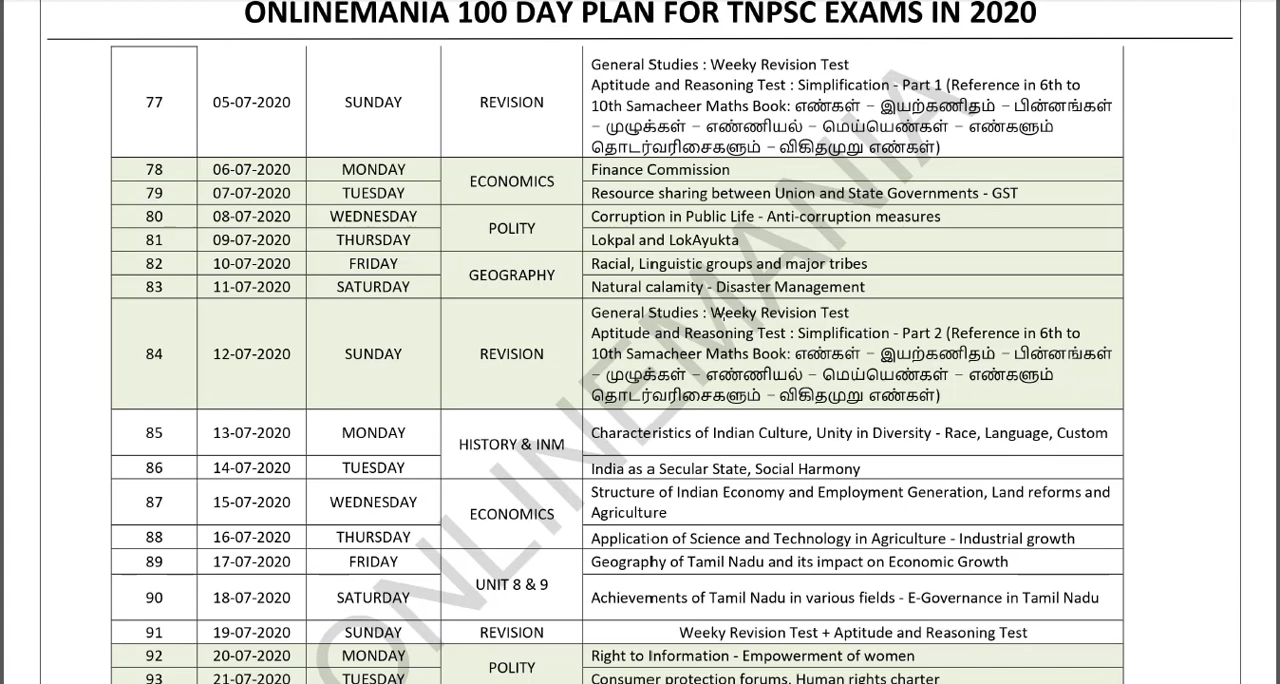 ONLINEMANIA 100 DAY PLAN FOR TNPSC EXAMS IN 2020
77 05-07-2020 SUNDAY REVISION
General Studies : Weeky Revision Test
Aptitude and Reasoning Test : Simplification - Part 1 (Reference in 6th to
10th Samacheer Maths Book: எண்கள் – இயற்கணிதம் – பின்னங்கள்
– முழுக்கள் – எண்ணியல் – மெய்யெண்கள் – எண்களும்
தொடர்வரிசைகளும் – விகிதமுறு எண்கள்)
78 06-07-2020 MONDAY ECONOMICS Finance Commission
79 07-07-2020 TUESDAY Resource sharing between Union and State Governments - GST
80 08-07-2020 WEDNESDAY POLITY Corruption in Public Life - Anti-corruption measures
81 09-07-2020 THURSDAY Lokpal and LokAyukta
82 10-07-2020 FRIDAY GEOGRAPHY Racial, Linguistic groups and major tribes
83 11-07-2020 SATURDAY Natural calamity - Disaster Management
84 12-07-2020 SUNDAY REVISION
General Studies : Weeky Revision Test
Aptitude and Reasoning Test : Simplification - Part 2 (Reference in 6th to
10th Samacheer Maths Book: எண்கள் – இயற்கணிதம் – பின்னங்கள்
– முழுக்கள் – எண்ணியல் – மெய்யெண்கள் – எண்களும்
தொடர்வரிசைகளும் – விகிதமுறு எண்கள்)
85 13-07-2020 MONDAY HISTORY & INM Characteristics of Indian Culture, Unity in Diversity - Race, Language, Custom
86 14-07-2020 TUESDAY India as a Secular State, Social Harmony
87 15-07-2020 WEDNESDAY ECONOMICS Structure of Indian Economy and Employment Generation, Land reforms and
Agriculture
88 16-07-2020 THURSDAY Application of Science and Technology in Agriculture - Industrial growth
89 17-07-2020 FRIDAY UNIT 8 & 9 Geography of Tamil Nadu and its impact on Economic Growth
90 18-07-2020 SATURDAY Achievements of Tamil Nadu in various fields - E-Governance in Tamil Nadu
91 19-07-2020 SUNDAY REVISION Weekly Revision Test + Aptitude and Reasoning Test
92 20-07-2020 MONDAY POLITY Right to Information - Empowerment of women
93 21-07-2020 TUESDAY Consumer protection forums, Human rights charter
ONLINEMANIA